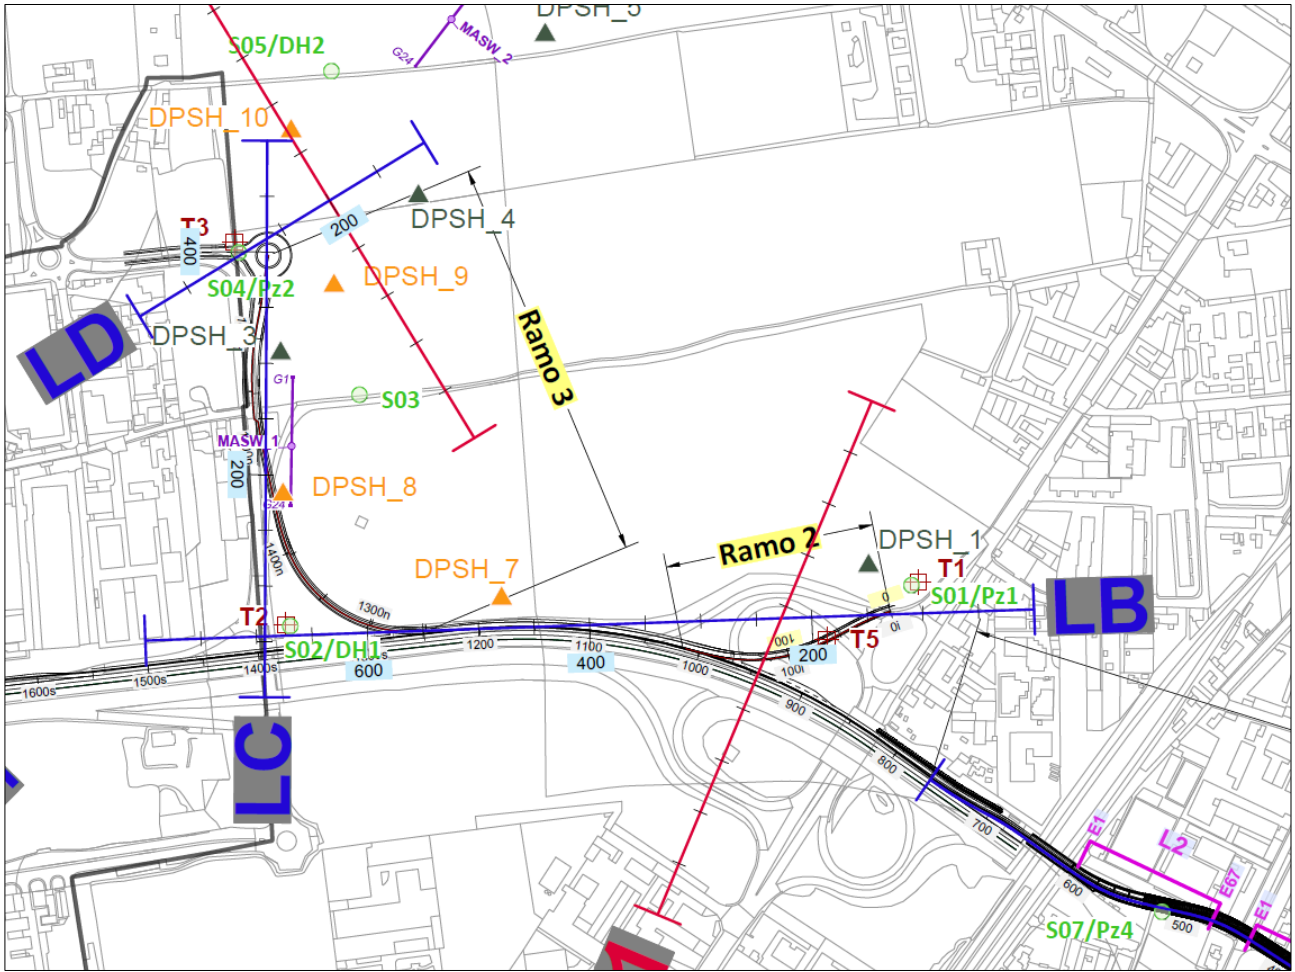 DPSH_5
S05/DH2
MASW_2
G24
DPSH_10
T3
200
DPSH_4
400
DPSH_9
S04/Pz2
DPSH_3
LD
Ramo 3
G1
S03
MASW_1
200
DPSH_8
G24
Ramo 2
DPSH_1
1400n
DPSH_7
T1
0
S01/Pz1
LB
1300n
T2
0i
100
T5
S02/DH1
1200
1100
200
1400s
600
400
1000
100i
1500s
1600s
900
LC
800
700
E1
L2
600
E67
E1
S07/Pz4
500